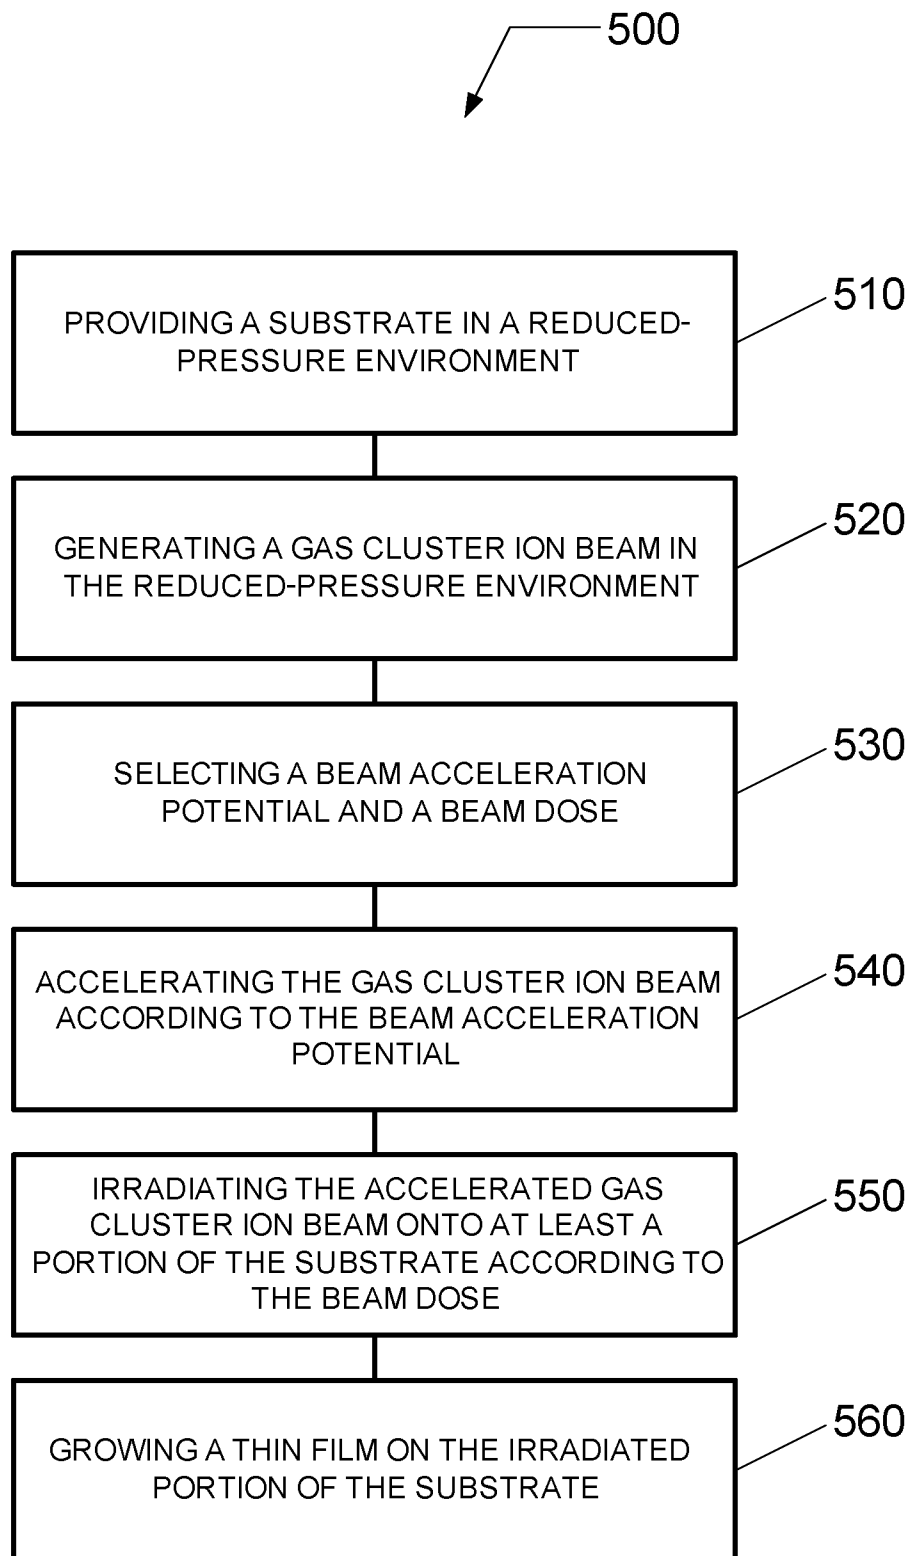 500
PROVIDING A SUBSTRATE IN A REDUCED-
PRESSURE ENVIRONMENT
510
GENERATING A GAS CLUSTER ION BEAM IN
THE REDUCED-PRESSURE ENVIRONMENT
520
SELECTING A BEAM ACCELERATION
POTENTIAL AND A BEAM DOSE
530
ACCELERATING THE GAS CLUSTER ION BEAM
ACCORDING TO THE BEAM ACCELERATION
POTENTIAL
540
IRRADIATING THE ACCELERATED GAS
CLUSTER ION BEAM ONTO AT LEAST A
PORTION OF THE SUBSTRATE ACCORDING TO
THE BEAM DOSE
550
GROWING A THIN FILM ON THE IRRADIATED
PORTION OF THE SUBSTRATE
560